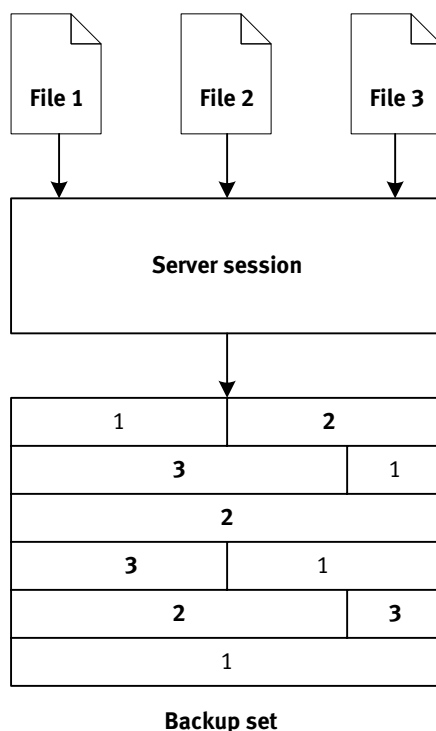 File 1 File 2 File 3
Server session
1 2
3 1
2
3 1
2 3
1
Backup set